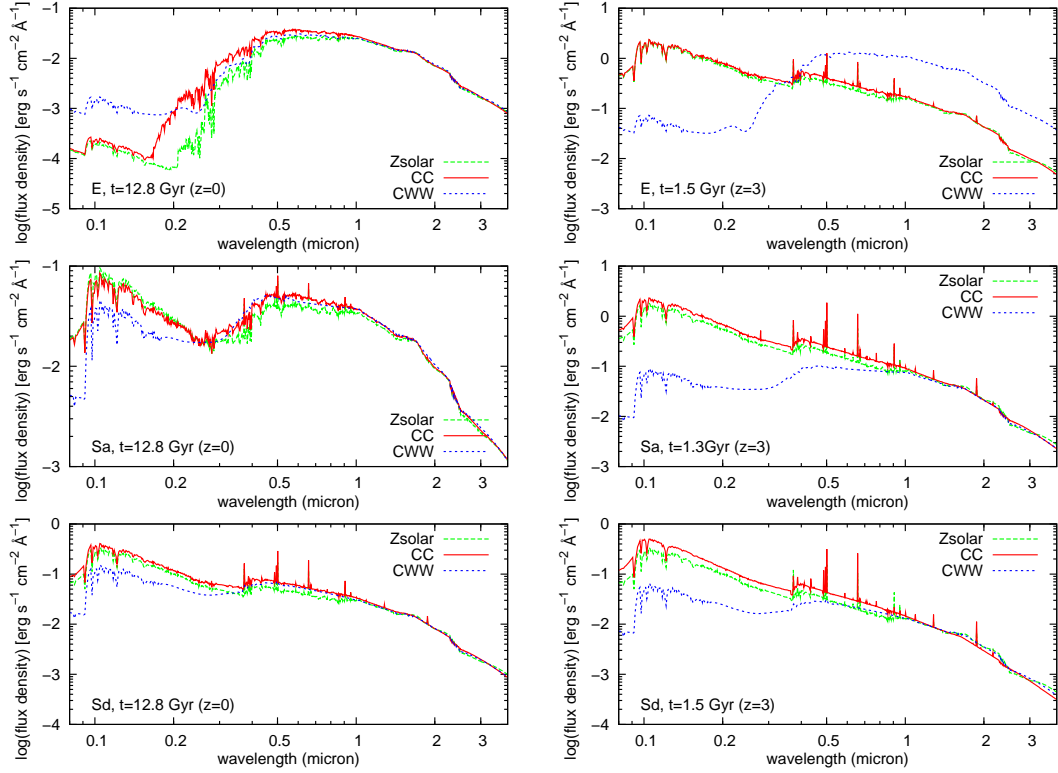 log(flux density) [erg s⁻¹ cm⁻² Å⁻¹]
−1
−2
−3
−4
−5
Zsolar
CC
CWW
E, t=12.8 Gyr (z=0)
0.1 0.2 0.5 1 2 3
wavelength (micron)
log(flux density) [erg s⁻¹ cm⁻² Å⁻¹]
1
0
−1
−2
−3
Zsolar
CC
CWW
E, t=1.5 Gyr (z=3)
0.1 0.2 0.5 1 2 3
wavelength (micron)
log(flux density) [erg s⁻¹ cm⁻² Å⁻¹]
−1
−2
−3
Zsolar
CC
CWW
Sa, t=12.8 Gyr (z=0)
0.1 0.2 0.5 1 2 3
wavelength (micron)
log(flux density) [erg s⁻¹ cm⁻² Å⁻¹]
1
0
−1
−2
−3
Zsolar
CC
CWW
Sa, t=1.3Gyr (z=3)
0.1 0.2 0.5 1 2 3
wavelength (micron)
log(flux density) [erg s⁻¹ cm⁻² Å⁻¹]
0
−1
−2
−3
−4
Zsolar
CC
CWW
Sd, t=12.8 Gyr (z=0)
0.1 0.2 0.5 1 2 3
wavelength (micron)
log(flux density) [erg s⁻¹ cm⁻² Å⁻¹]
0
−1
−2
−3
−4
Zsolar
CC
CWW
Sd, t=1.5 Gyr (z=3)
0.1 0.2 0.5 1 2 3
wavelength (micron)